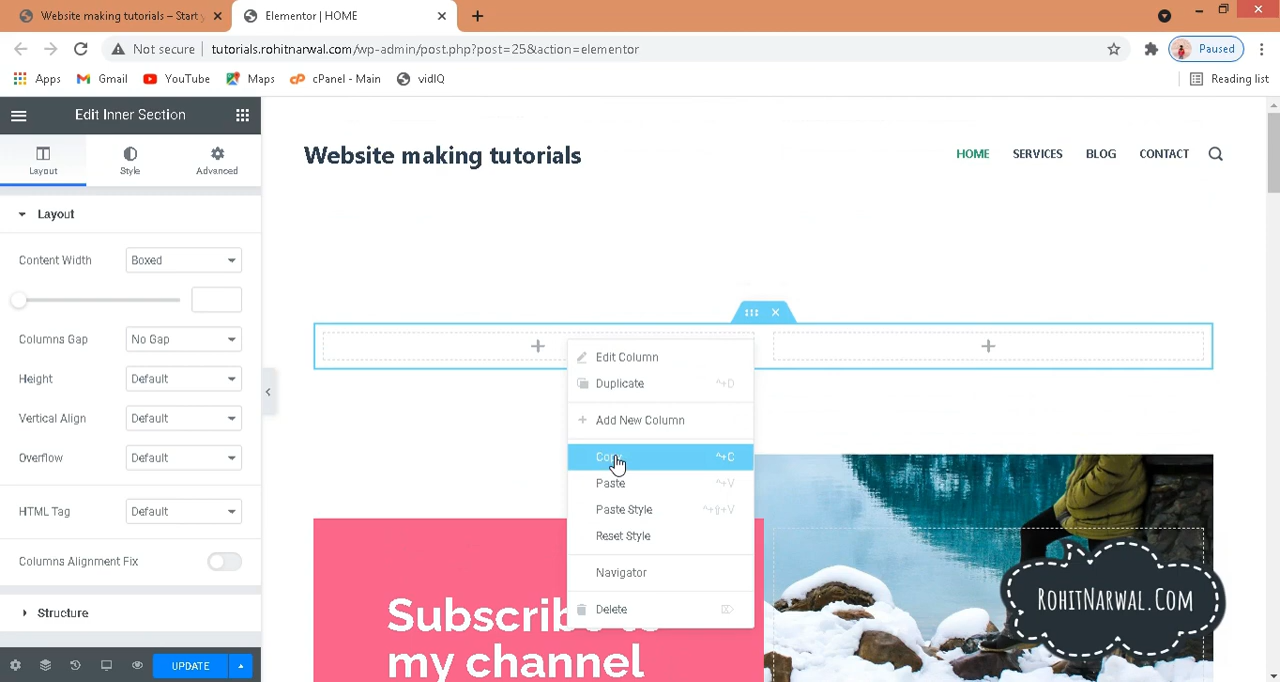 Website making tutorials – Start
Elementor | HOME
Not secure
tutorials.rohitnarwal.com/wp-admin/post.php?post=25&action=elementor
Paused
Apps
Gmail
YouTube
Maps
cPanel - Main
vidIQ
Reading list
Edit Inner Section
Layout
Style
Advanced
Layout
Content Width
Boxed
Columns Gap
No Gap
Height
Default
Vertical Align
Default
Overflow
Default
HTML Tag
Default
Columns Alignment Fix
Structure
UPDATE
Website making tutorials
HOME
SERVICES
BLOG
CONTACT
Edit Column
Duplicate ^+D
Add New Column
Copy ^+C
Paste ^+V
Paste Style ^+⇧+V
Reset Style
Navigator
Delete
my channel
RohitNarwal.Com